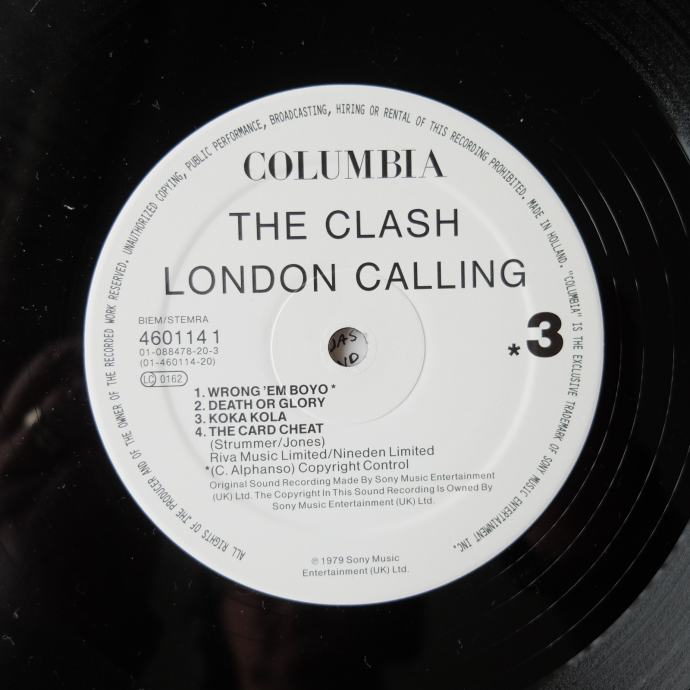 ALL RIGHTS OF THE PRODUCER AND OF THE OWNER OF THE RECORDED WORK RESERVED. UNAUTHORIZED COPYING, PUBLIC PERFORMANCE, BROADCASTING, HIRING OR RENTAL OF THIS RECORDING PROHIBITED. MADE IN HOLLAND. "COLUMBIA" IS THE EXCLUSIVE TRADEMARK OF SONY MUSIC ENTERTAINMENT INC.
COLUMBIA
THE CLASH
LONDON CALLING
BIEM/STEMRA
460114 1
01-088478-20-3
(01-460114-20)
LC 0162
*3
1. WRONG 'EM BOYO *
2. DEATH OR GLORY
3. KOKA KOLA
4. THE CARD CHEAT
(Strummer/Jones)
Riva Music Limited/Nineden Limited
*(C. Alphanso) Copyright Control
Original Sound Recording Made By Sony Music Entertainment
(UK) Ltd. The Copyright In This Sound Recording Is Owned By
Sony Music Entertainment (UK) Ltd.
℗ 1979 Sony Music
Entertainment (UK) Ltd.